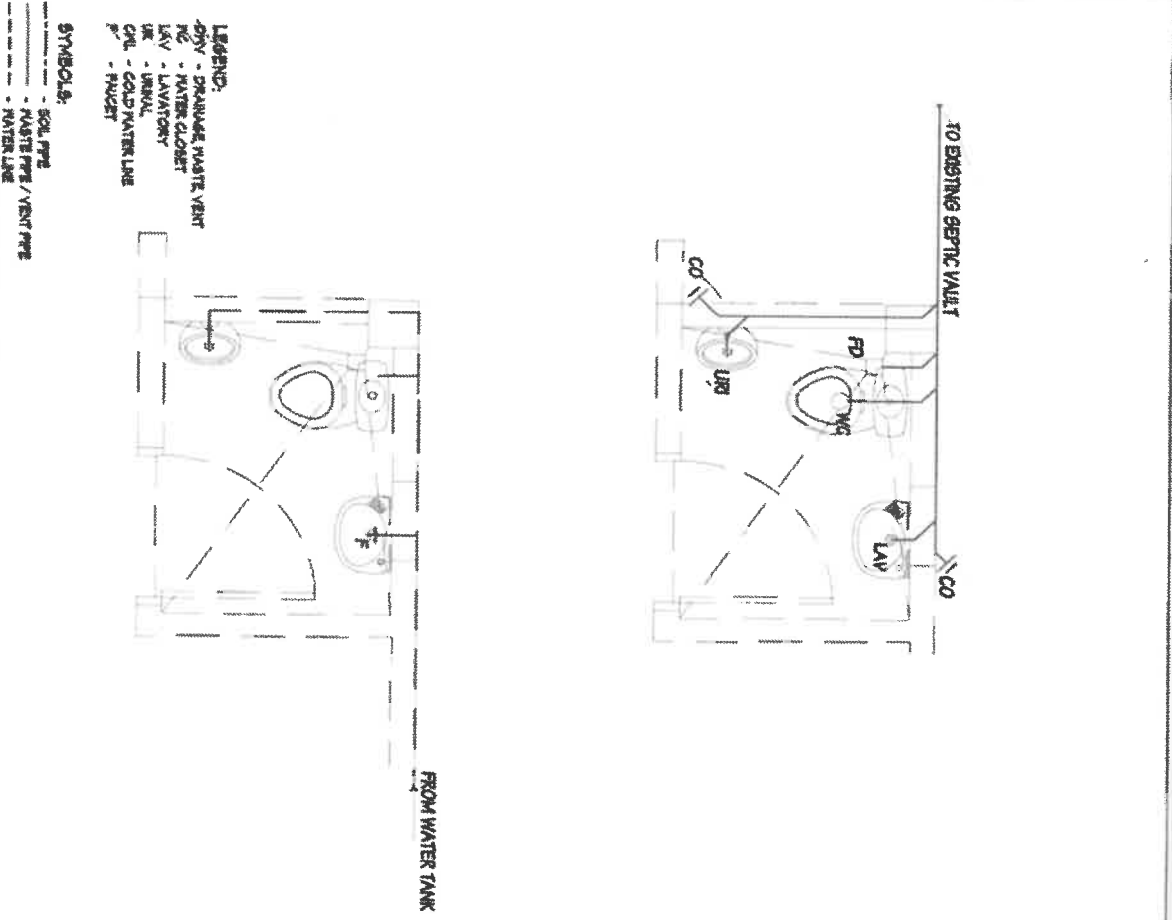 TO EXISTING SEPTIC VAULT
CO
UR
FD
WC
LAV
CO
F
FROM WATER TANK
LEGEND:
DWV - DRAINAGE, WASTE, VENT
WC - WATER CLOSET
LAV - LAVATORY
UR - URINAL
CWL - COLD WATER LINE
F - FAUCET
SYMBOLS:
- SOIL PIPE
- WASTE PIPE / VENT PIPE
- WATER LINE